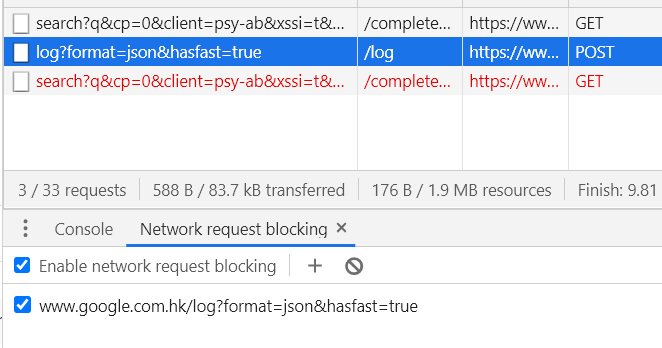 search?q&cp=0&client=psy-ab&xssi=t&... /complete... https://ww... GET
log?format=json&hasfast=true /log https://ww... POST
search?q&cp=0&client=psy-ab&xssi=t&... /complete... https://ww... GET
3 / 33 requests 588 B / 83.7 kB transferred 176 B / 1.9 MB resources Finish: 9.81
Console Network request blocking ×
Enable network request blocking +
www.google.com.hk/log?format=json&hasfast=true